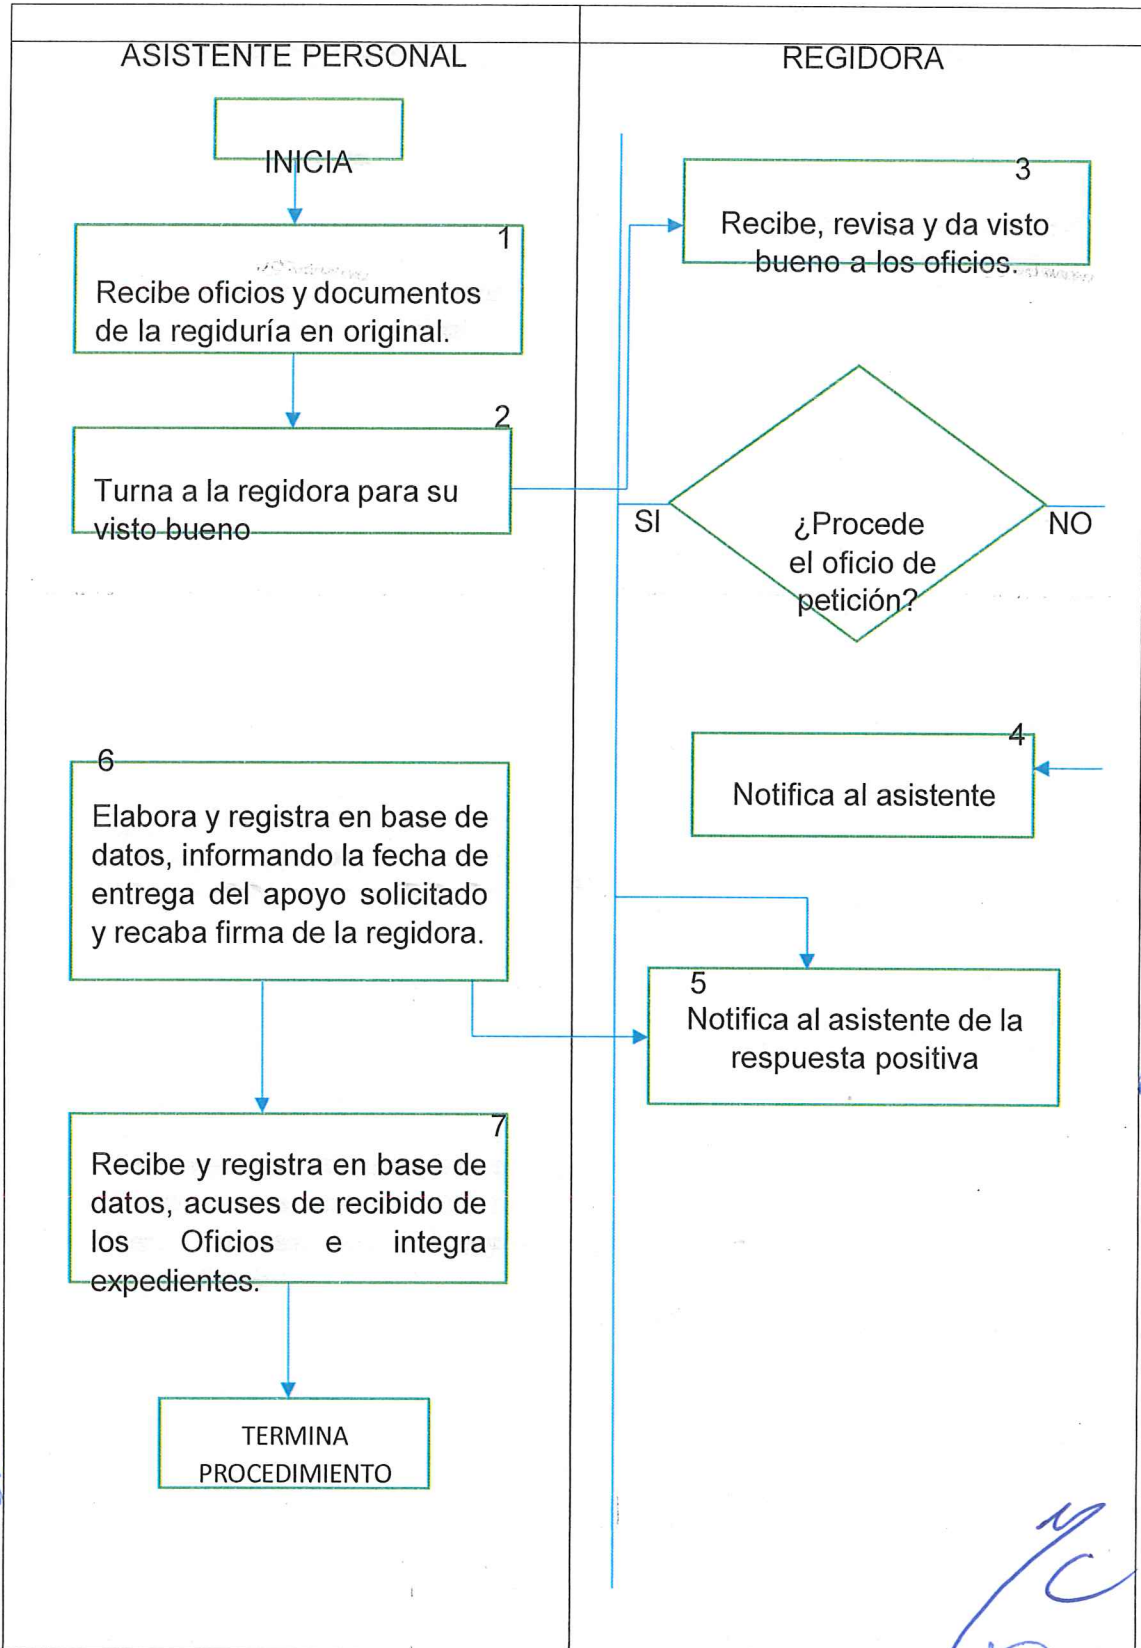 ASISTENTE PERSONAL
REGIDORA
INICIA
1
Recibe oficios y documentos
de la regiduría en original.
2
Turna a la regidora para su
visto bueno
3
Recibe, revisa y da visto
bueno a los oficios.
SI
¿Procede
el oficio de
petición?
NO
4
Notifica al asistente
5
Notifica al asistente de la
respuesta positiva
6
Elabora y registra en base de
datos, informando la fecha de
entrega del apoyo solicitado
y recaba firma de la regidora.
7
Recibe y registra en base de
datos, acuses de recibido de
los Oficios e integra
expedientes.
TERMINA
PROCEDIMIENTO